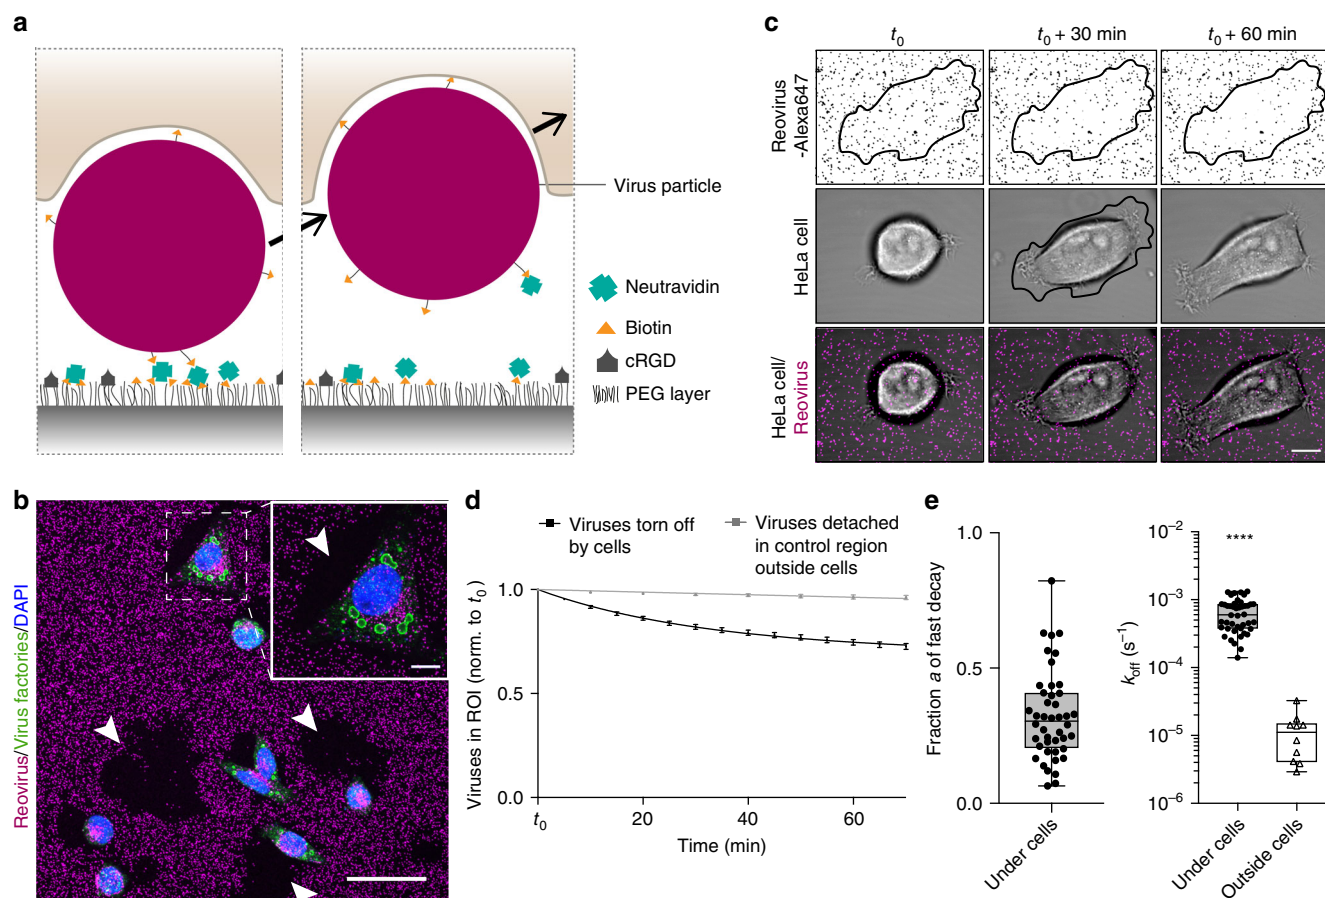 a
Virus particle
Neutravidin
Biotin
cRGD
PEG layer
c
t₀
t₀ + 30 min
t₀ + 60 min
Reovirus
-Alexa647
HeLa cell
HeLa cell/
Reovirus
b
Reovirus/Virus factories/DAPI
d
Viruses torn off
by cells
Viruses detached
in control region
outside cells
Viruses in ROI (norm. to t₀)
1.0
0.5
0.0
t₀
20
40
60
Time (min)
e
Fraction a of fast decay
1.0
0.5
0.0
Under cells
k_off (s⁻¹)
10⁻²
10⁻³
10⁻⁴
10⁻⁵
10⁻⁶
****
Under cells
Outside cells